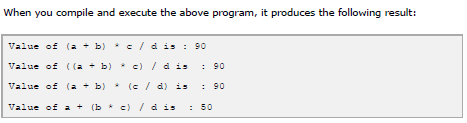 When you compile and execute the above program, it produces the following result:
Value of (a + b) * c / d is : 90
Value of ((a + b) * c) / d is  : 90
Value of (a + b) * (c / d) is  : 90
Value of a + (b * c) / d is  : 50